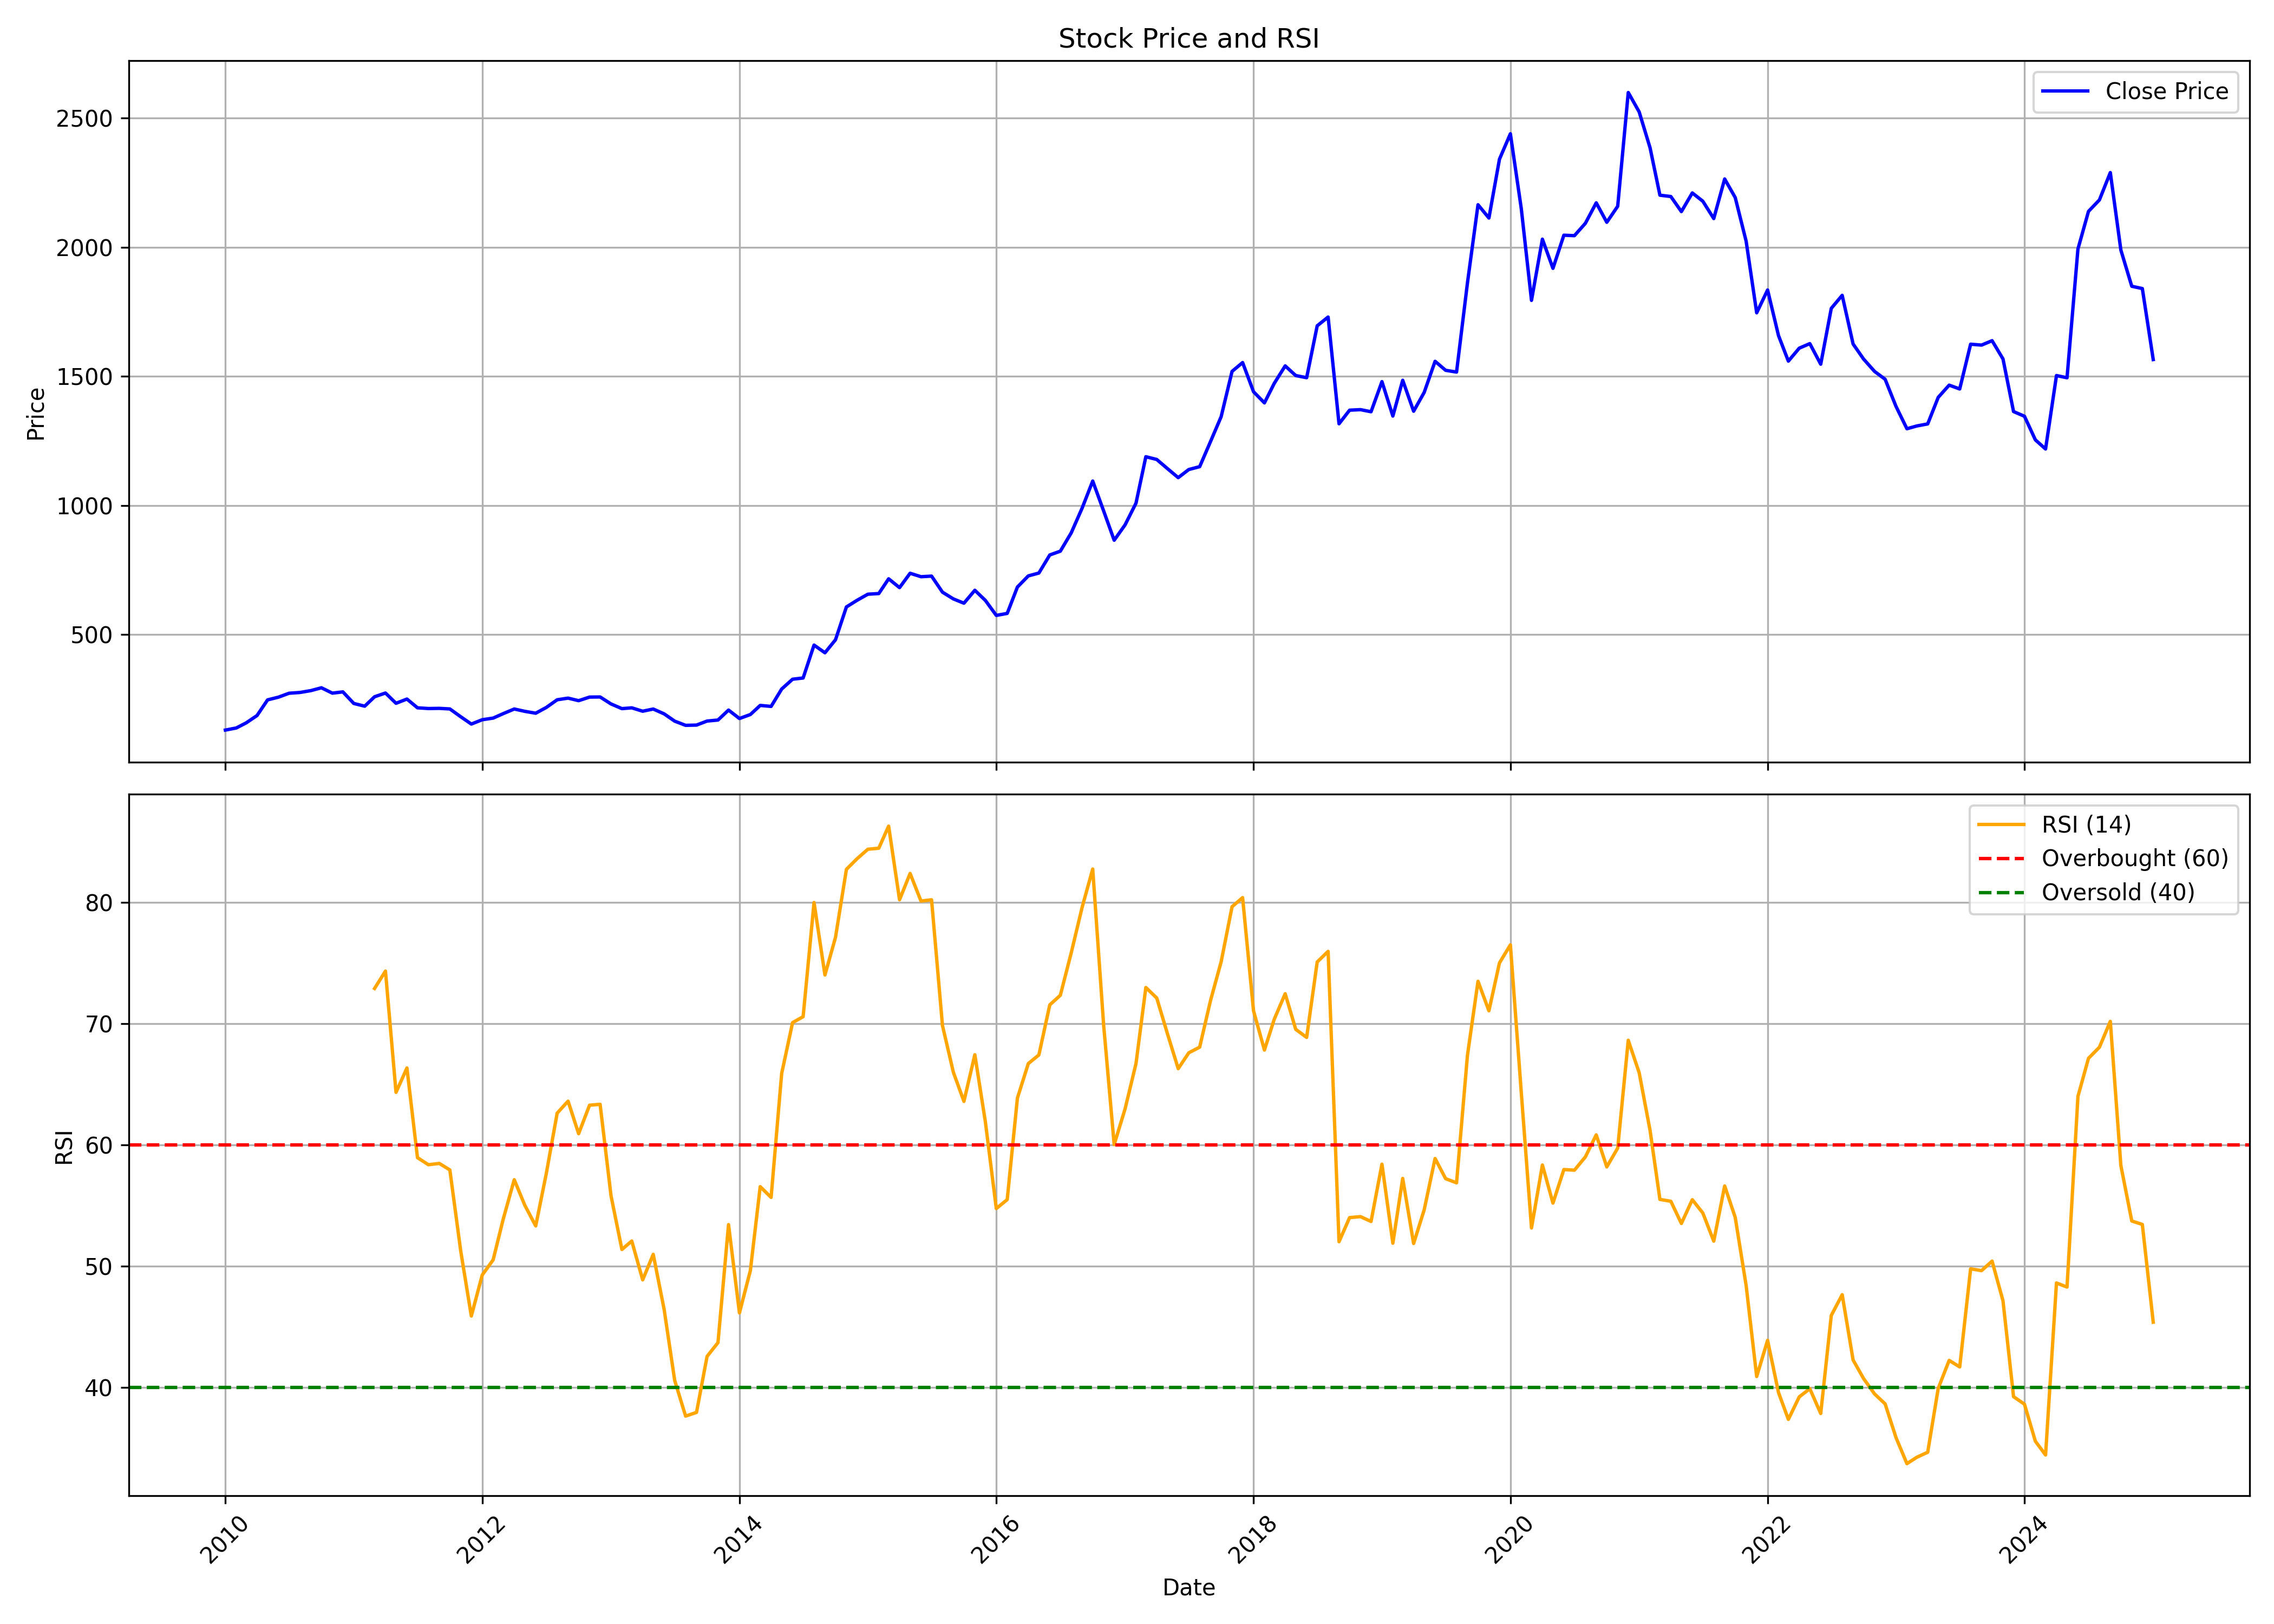 Stock Price and RSI
Close Price
2500
2000
1500
1000
500
Price
RSI (14)
Overbought (60)
Oversold (40)
80
70
60
50
40
RSI
2010
2012
2014
2016
2018
2020
2022
2024
Date